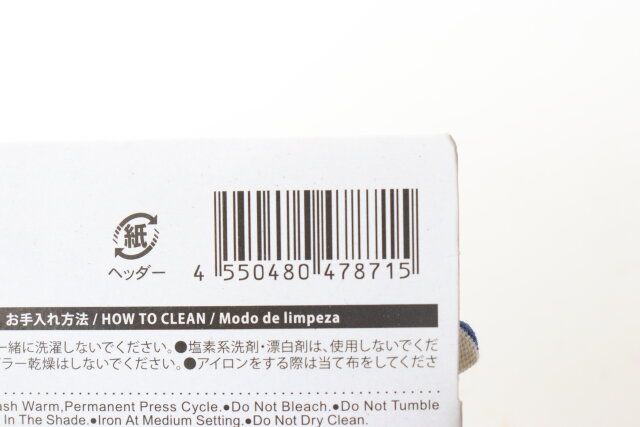 紙
ヘッダー
4 550480 478715
お手入れ方法 / HOW TO CLEAN / Modo de limpeza
一緒に洗濯しないでください。●塩素系洗剤・漂白剤は、使用しないでくだ
ブラー乾燥はしないでください。●アイロンをする際は当て布をしてくださ
ash Warm,Permanent Press Cycle.●Do Not Bleach.●Do Not Tumble
In The Shade.●Iron At Medium Setting.●Do Not Dry Clean.